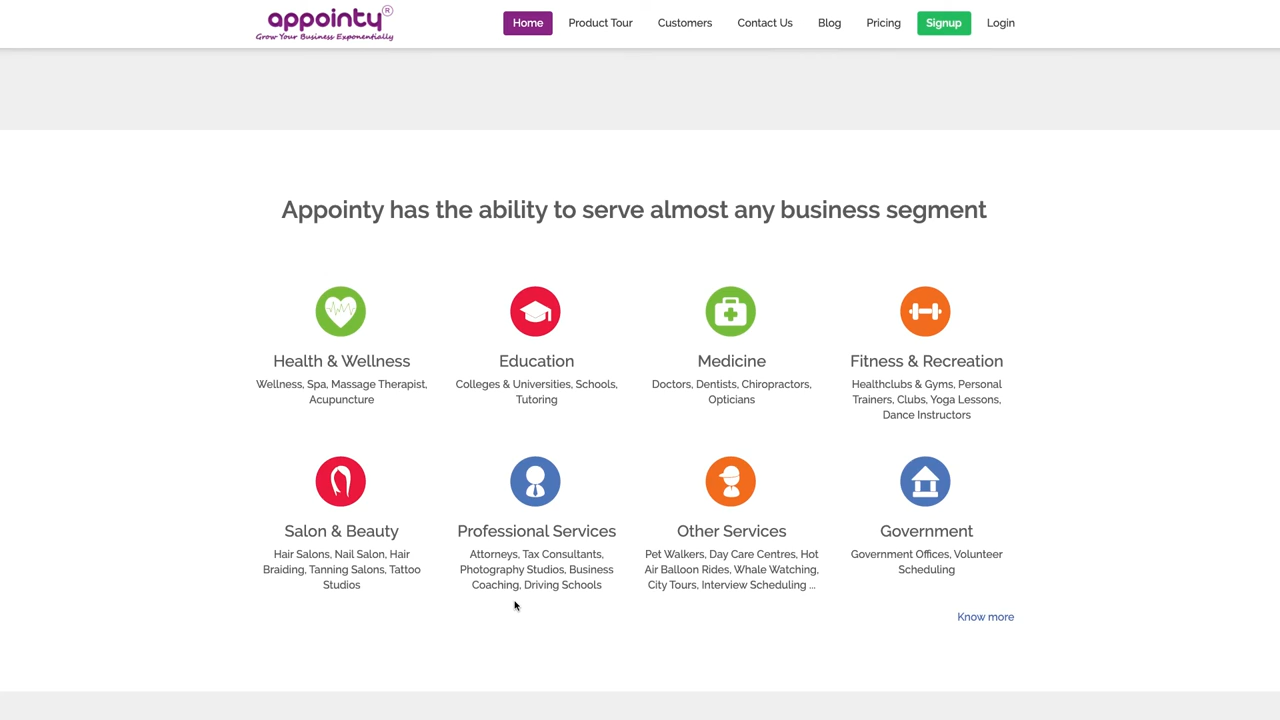 appointy®
Grow Your Business Exponentially
Home
Product Tour
Customers
Contact Us
Blog
Pricing
Signup
Login
Appointy has the ability to serve almost any business segment
Health & Wellness
Wellness, Spa, Massage Therapist,
Acupuncture
Education
Colleges & Universities, Schools,
Tutoring
Medicine
Doctors, Dentists, Chiropractors,
Opticians
Fitness & Recreation
Healthclubs & Gyms, Personal
Trainers, Clubs, Yoga Lessons,
Dance Instructors
Salon & Beauty
Hair Salons, Nail Salon, Hair
Braiding, Tanning Salons, Tattoo
Studios
Professional Services
Attorneys, Tax Consultants,
Photography Studios, Business
Coaching, Driving Schools
Other Services
Pet Walkers, Day Care Centres, Hot
Air Balloon Rides, Whale Watching,
City Tours, Interview Scheduling ...
Government
Government Offices, Volunteer
Scheduling
Know more